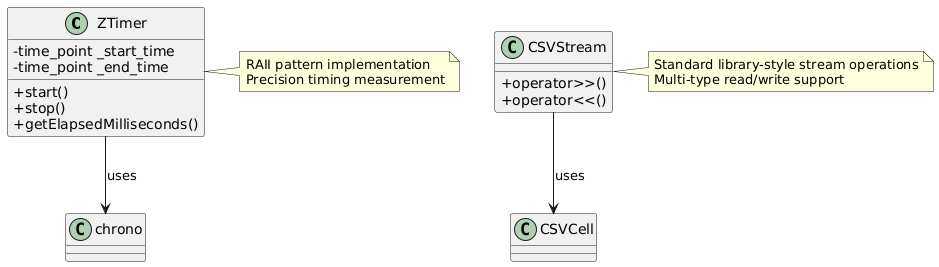 C ZTimer
-time_point _start_time
-time_point _end_time
+start()
+stop()
+getElapsedMilliseconds()
RAII pattern implementation
Precision timing measurement
uses
C chrono
C CSVStream
+operator>>()
+operator<<()
Standard library-style stream operations
Multi-type read/write support
uses
C CSVCell